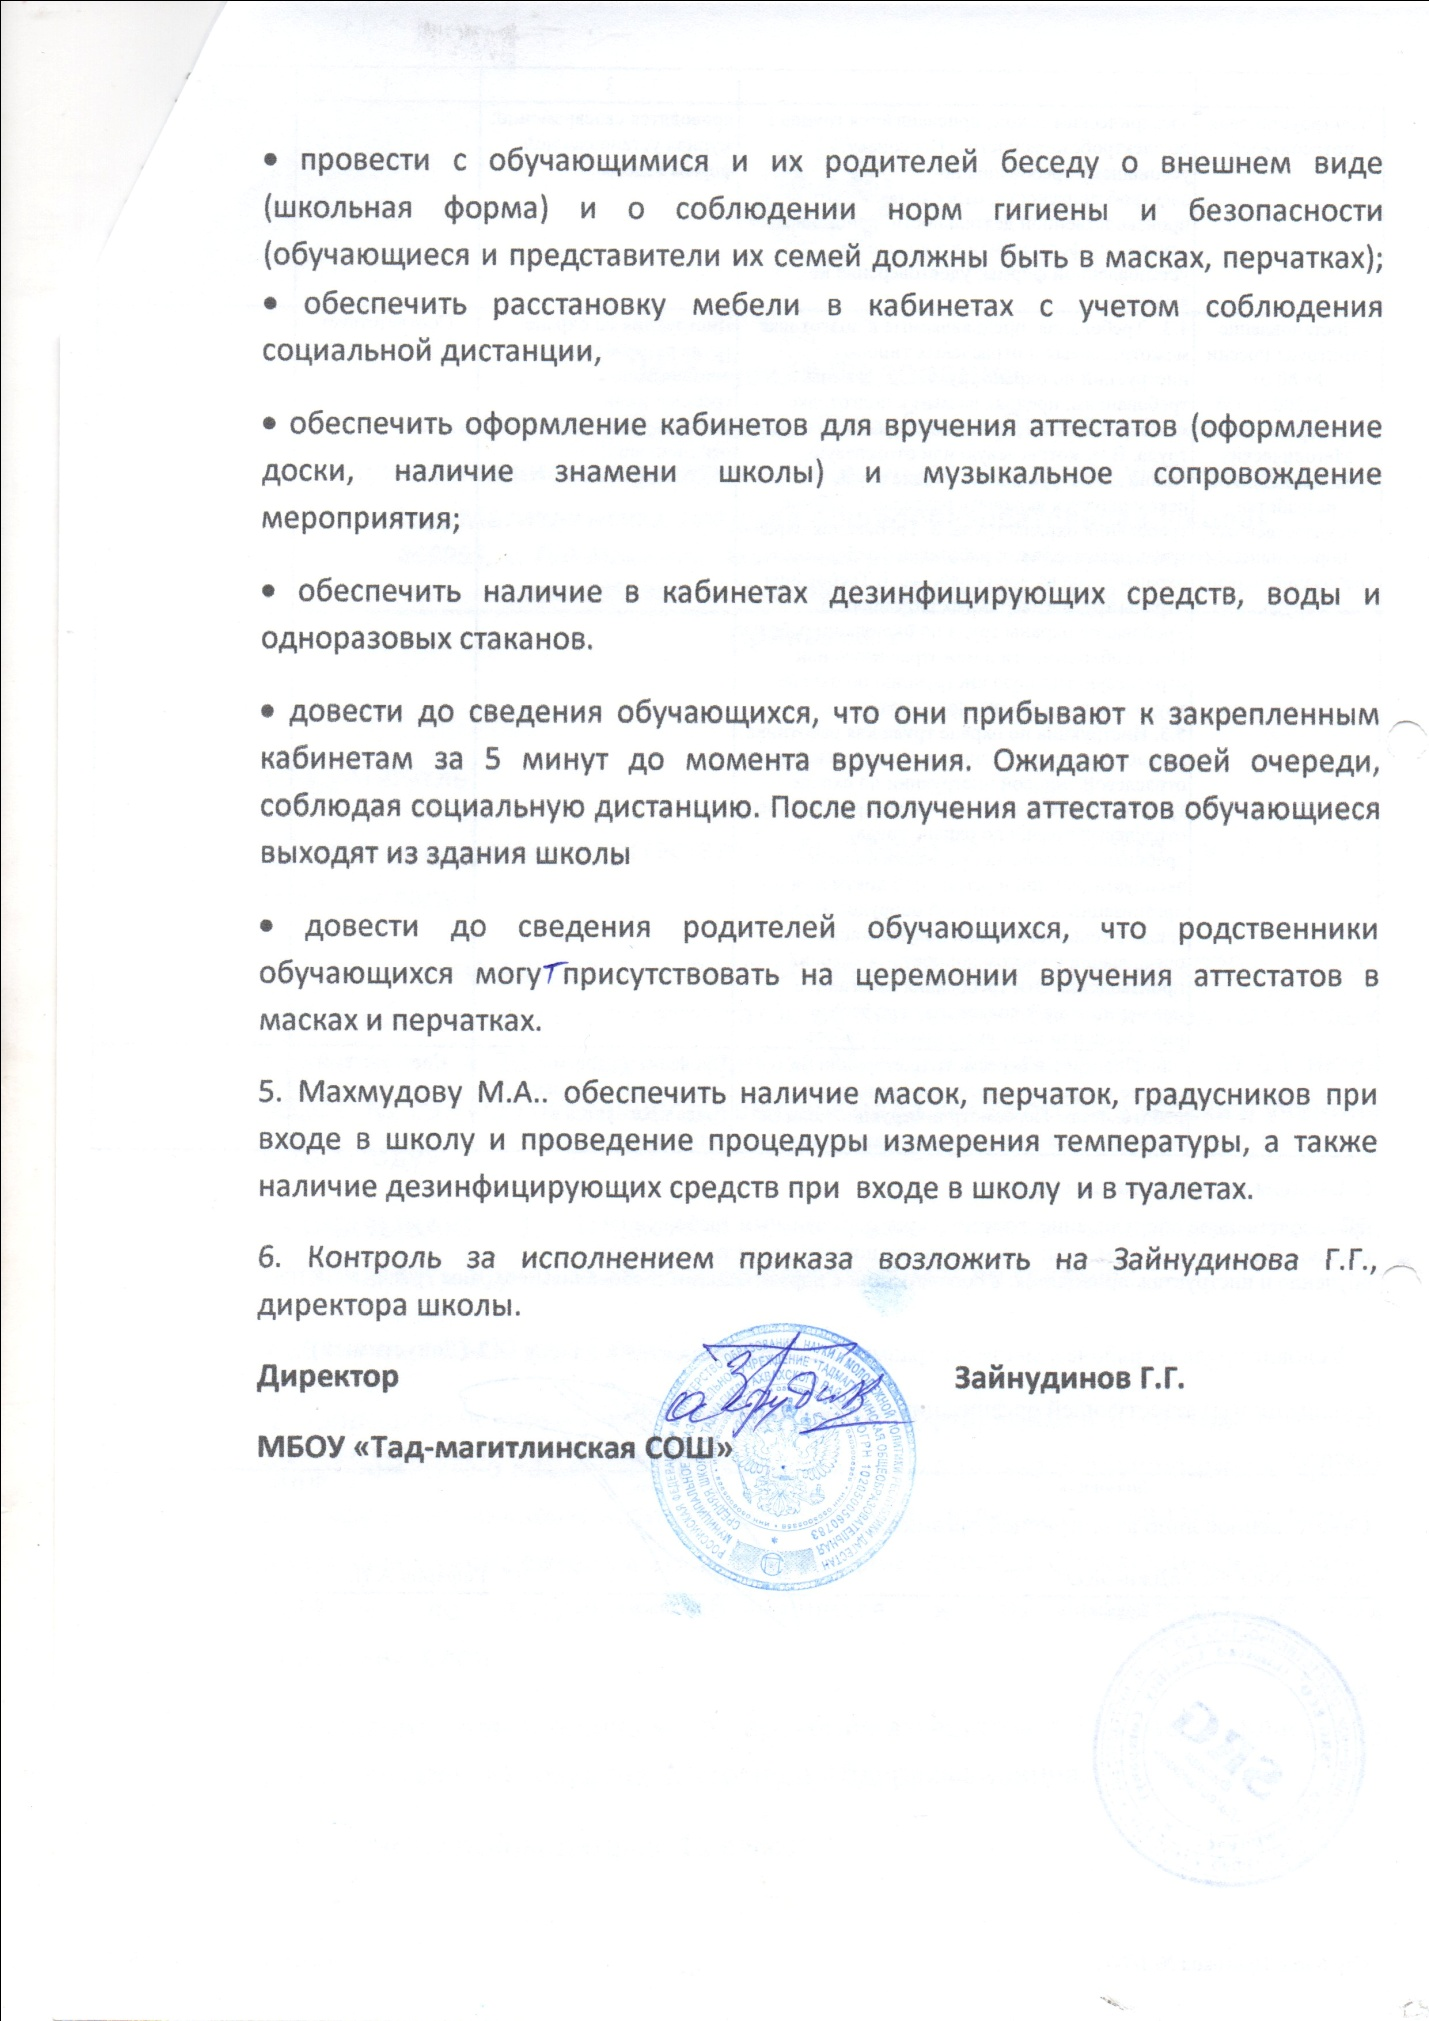 • провести с обучающимися и их родителей беседу о внешнем виде
(школьная форма) и о соблюдении норм гигиены и безопасности
(обучающиеся и представители их семей должны быть в масках, перчатках);
• обеспечить расстановку мебели в кабинетах с учетом соблюдения
социальной дистанции,
• обеспечить оформление кабинетов для вручения аттестатов (оформление
доски, наличие знамени школы) и музыкальное сопровождение
мероприятия;
• обеспечить наличие в кабинетах дезинфицирующих средств, воды и
одноразовых стаканов.
• довести до сведения обучающихся, что они прибывают к закрепленным
кабинетам за 5 минут до момента вручения. Ожидают своей очереди,
соблюдая социальную дистанцию. После получения аттестатов обучающиеся
выходят из здания школы
• довести до сведения родителей обучающихся, что родственники
обучающихся могут присутствовать на церемонии вручения аттестатов в
масках и перчатках.
5. Махмудову М.А.. обеспечить наличие масок, перчаток, градусников при
входе в школу и проведение процедуры измерения температуры, а также
наличие дезинфицирующих средств при входе в школу и в туалетах.
6. Контроль за исполнением приказа возложить на Зайнудинова Г.Г.,
директора школы.
Директор Зайнудинов Г.Г.
МБОУ «Тад-магитлинская СОШ»
ОГРН 1020500560783